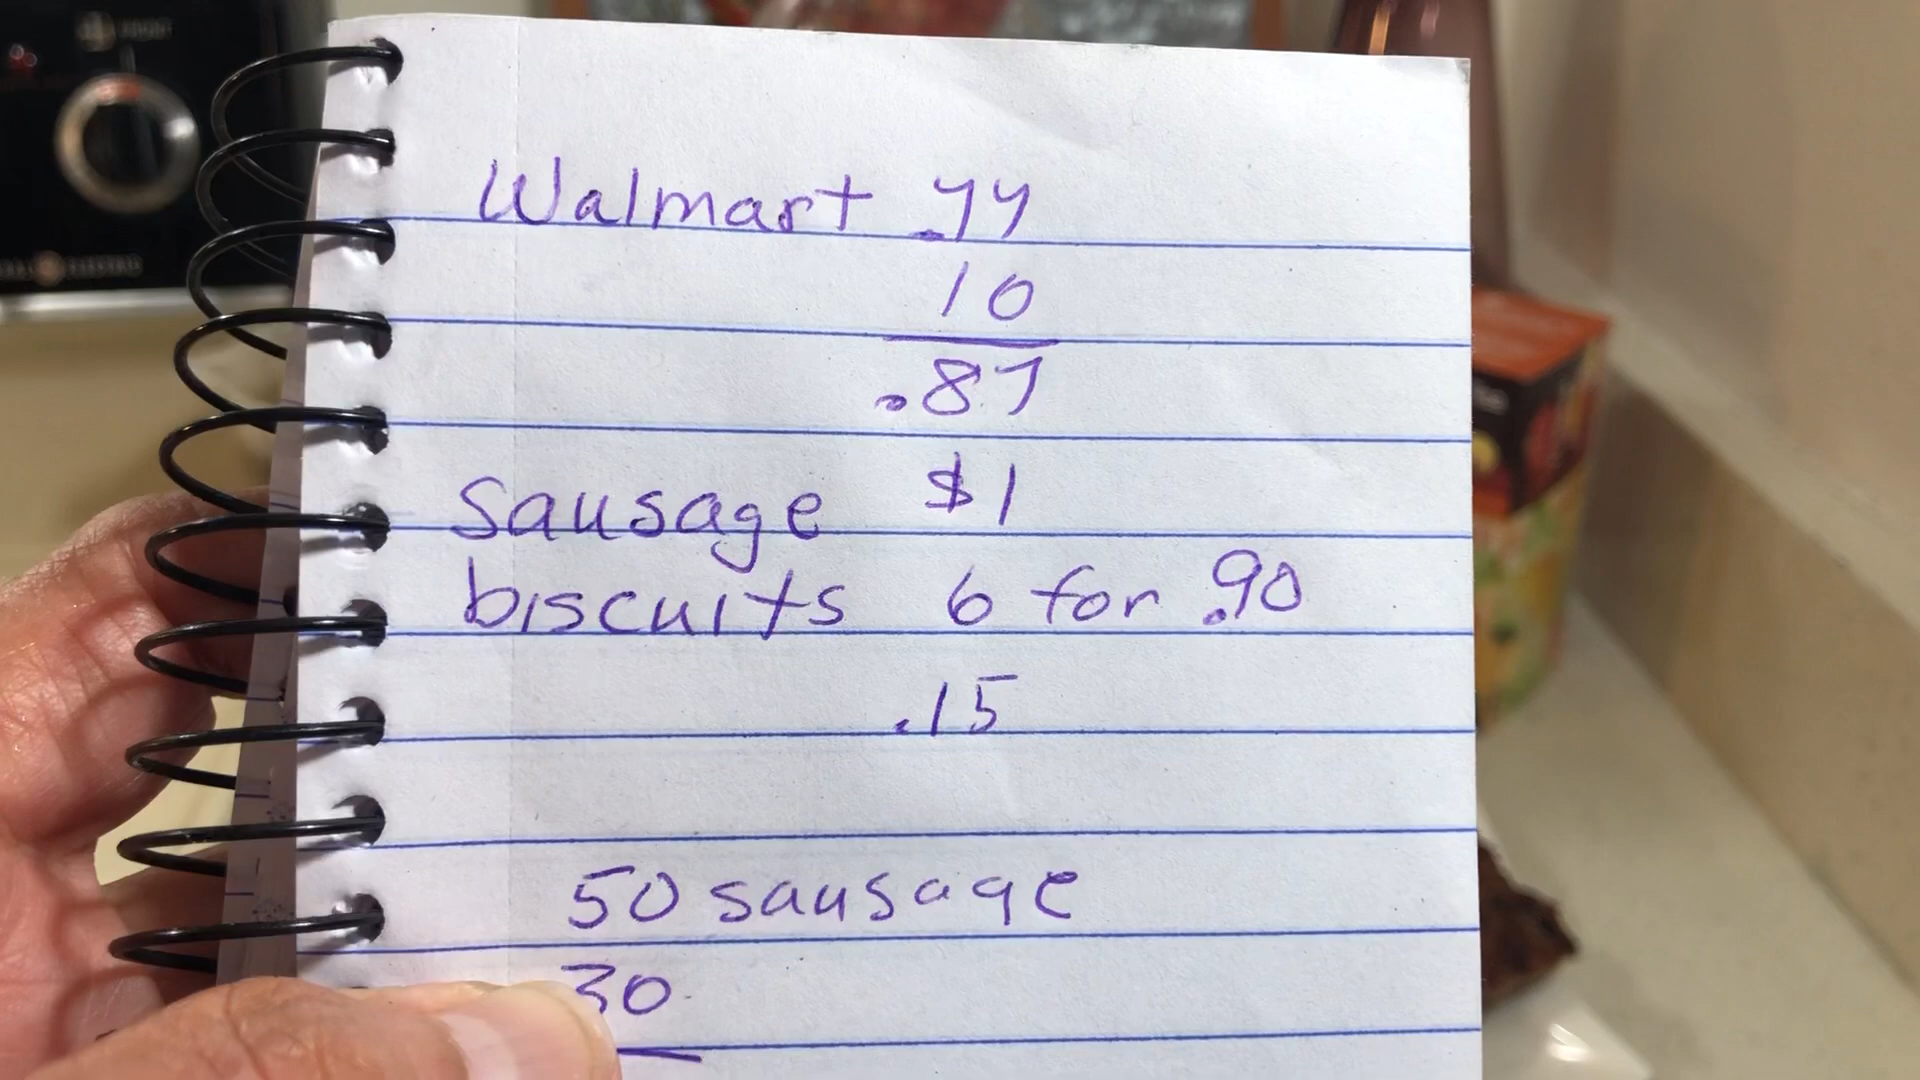 Walmart .77
10
.87
Sausage $1
biscuits 6 for .90
.15
50 sausage
30